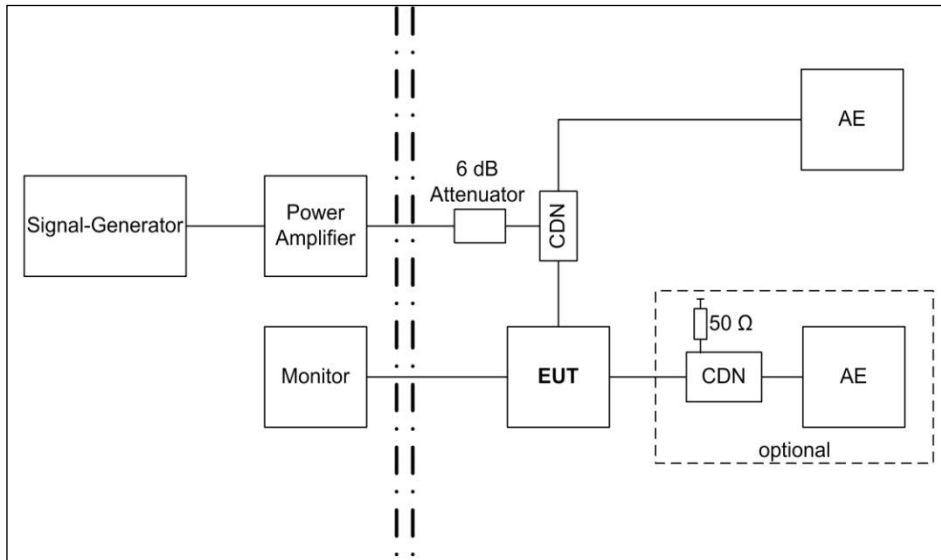 AE
6 dB
Attenuator
Signal-Generator
Power
Amplifier
CDN
50 Ω
Monitor
EUT
CDN
AE
optional